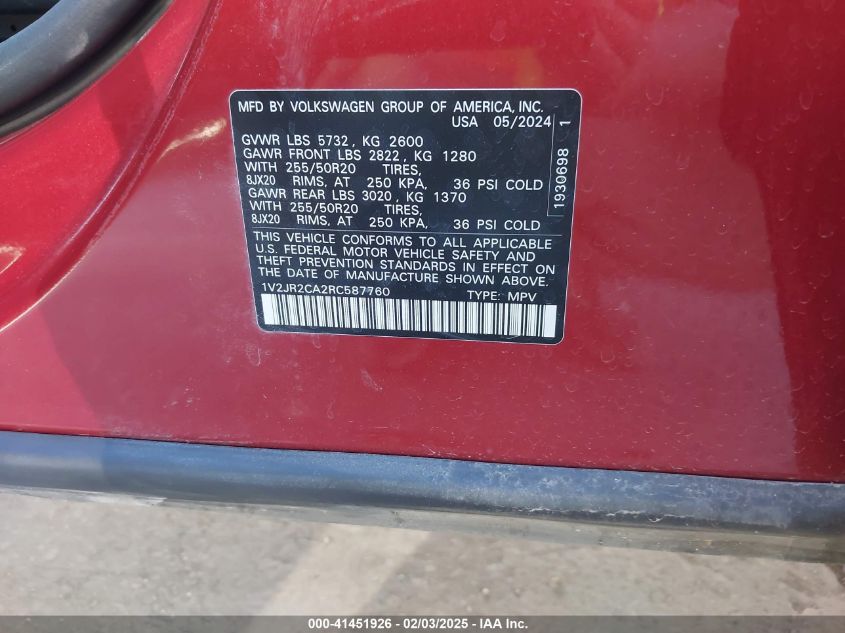 MFD BY VOLKSWAGEN GROUP OF AMERICA, INC.
USA 05/2024
GVWR LBS 5732 , KG 2600
GAWR FRONT LBS 2822 , KG 1280
WITH 255/50R20 TIRES,
8JX20 RIMS, AT 250 KPA, 36 PSI COLD
GAWR REAR LBS 3020 , KG 1370
WITH 255/50R20 TIRES,
8JX20 RIMS, AT 250 KPA, 36 PSI COLD
1930698 1
THIS VEHICLE CONFORMS TO ALL APPLICABLE
U.S. FEDERAL MOTOR VEHICLE SAFETY AND
THEFT PREVENTION STANDARDS IN EFFECT ON
THE DATE OF MANUFACTURE SHOWN ABOVE.
1V2JR2CA2RC587760 TYPE: MPV
000-41451926 - 02/03/2025 - IAA Inc.